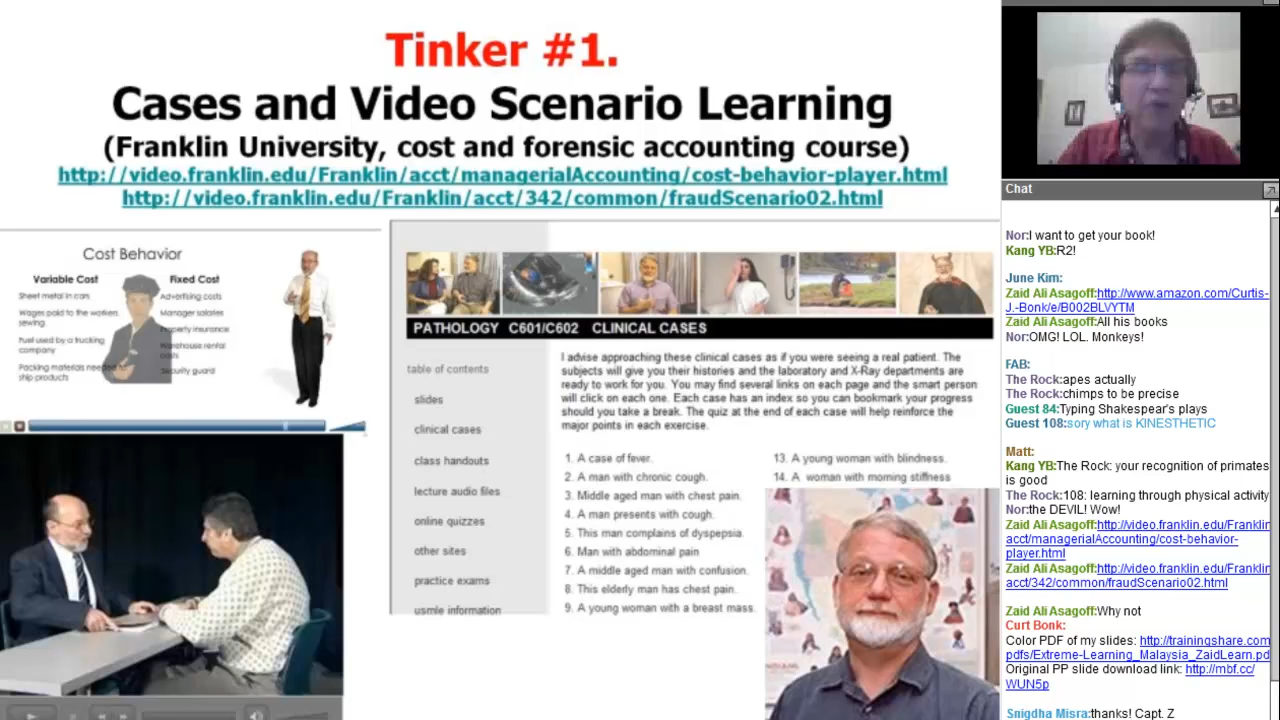 Tinker #1.
Cases and Video Scenario Learning
(Franklin University, cost and forensic accounting course)
http://video.franklin.edu/Franklin/acct/managerialAccounting/cost-behavior-player.html
http://video.franklin.edu/Franklin/acct/342/common/fraudScenario02.html
Cost Behavior
Variable Cost
Sheet metal in cars
Wages paid to the workers
sewing
Fuel used by a trucking
company
Packing materials needed to
ship products
Fixed Cost
Advertising costs
Manager salaries
Property insurance
Warehouse rental
costs
Security guard
PATHOLOGY C601/C602 CLINICAL CASES
table of contents
slides
clinical cases
class handouts
lecture audio files
online quizzes
other sites
practice exams
usmle information
I advise approaching these clinical cases as if you were seeing a real patient. The
subjects will give you their histories and the laboratory and X-Ray departments are
ready to work for you. You may find several links on each page and the smart person
will click on each one. Each case has an index so you can bookmark your progress
should you take a break. The quiz at the end of each case will help reinforce the
major points in each exercise.
1. A case of fever.
2. A man with chronic cough.
3. Middle aged man with chest pain.
4. A man presents with cough.
5. This man complains of dyspepsia.
6. Man with abdominal pain
7. A middle aged man with confusion.
8. This elderly man has chest pain.
9. A young woman with a breast mass.
13. A young woman with blindness.
14. A woman with morning stiffness
Chat
Nor:I want to get your book!
Kang YB:R2!
June Kim:
Zaid Ali Asagoff:http://www.amazon.com/Curtis-
J.-Bonk/e/B002BLVYTM
Zaid Ali Asagoff:All his books
Nor:OMG! LOL. Monkeys!
FAB:
The Rock:apes actually
The Rock:chimps to be precise
Guest 84:Typing Shakespear's plays
Guest 108:sory what is KINESTHETIC
Matt:
Kang YB:The Rock: your recognition of primates
is good
The Rock:108: learning through physical activity
Nor:the DEVIL! Wow!
Zaid Ali Asagoff:http://video.franklin.edu/Franklin
acct/managerialAccounting/cost-behavior-
player.html
Zaid Ali Asagoff:http://video.franklin.edu/Franklin
acct/342/common/fraudScenario02.html
Zaid Ali Asagoff:Why not
Curt Bonk:
Color PDF of my slides: http://trainingshare.com
pdfs/Extreme-Learning_Malaysia_ZaidLearn.pd
Original PP slide download link: http://mbf.cc/
WUN5p
Snigdha Misra:thanks! Capt. Z